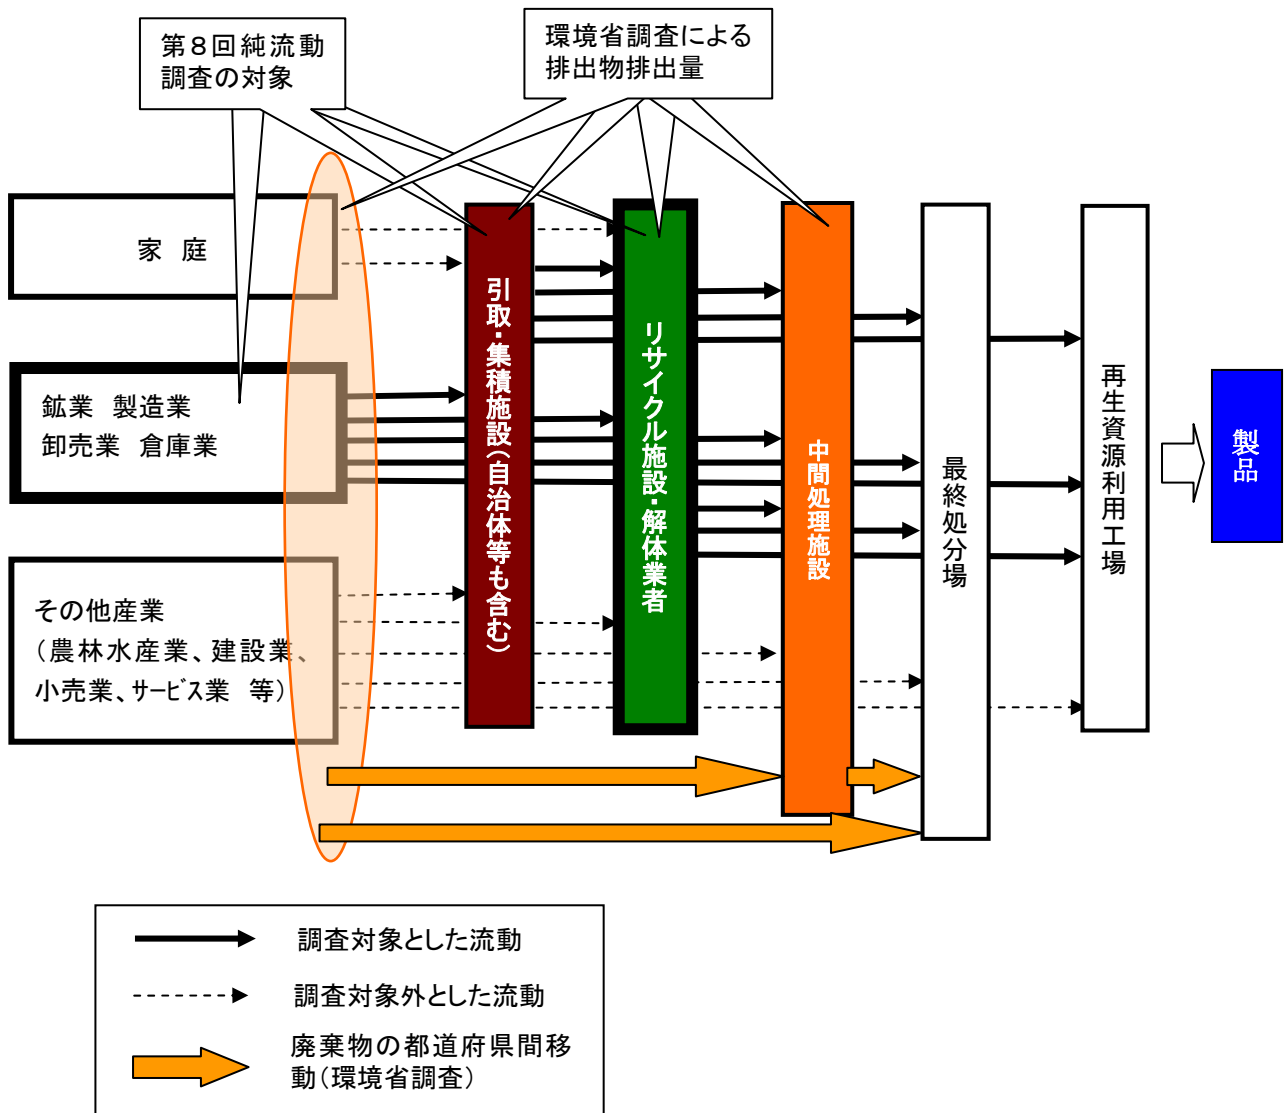 第８回純流動
調査の対象
環境省調査による
排出物排出量
家 庭
鉱業 製造業
卸売業 倉庫業
その他産業
（農林水産業、建設業、
小売業、サービス業 等）
引取・集積施設（自治体等も含む）
リサイクル施設・解体業者
中間処理施設
最終処分場
再生資源利用工場
製品
調査対象とした流動
調査対象外とした流動
廃棄物の都道府県間移
動（環境省調査）